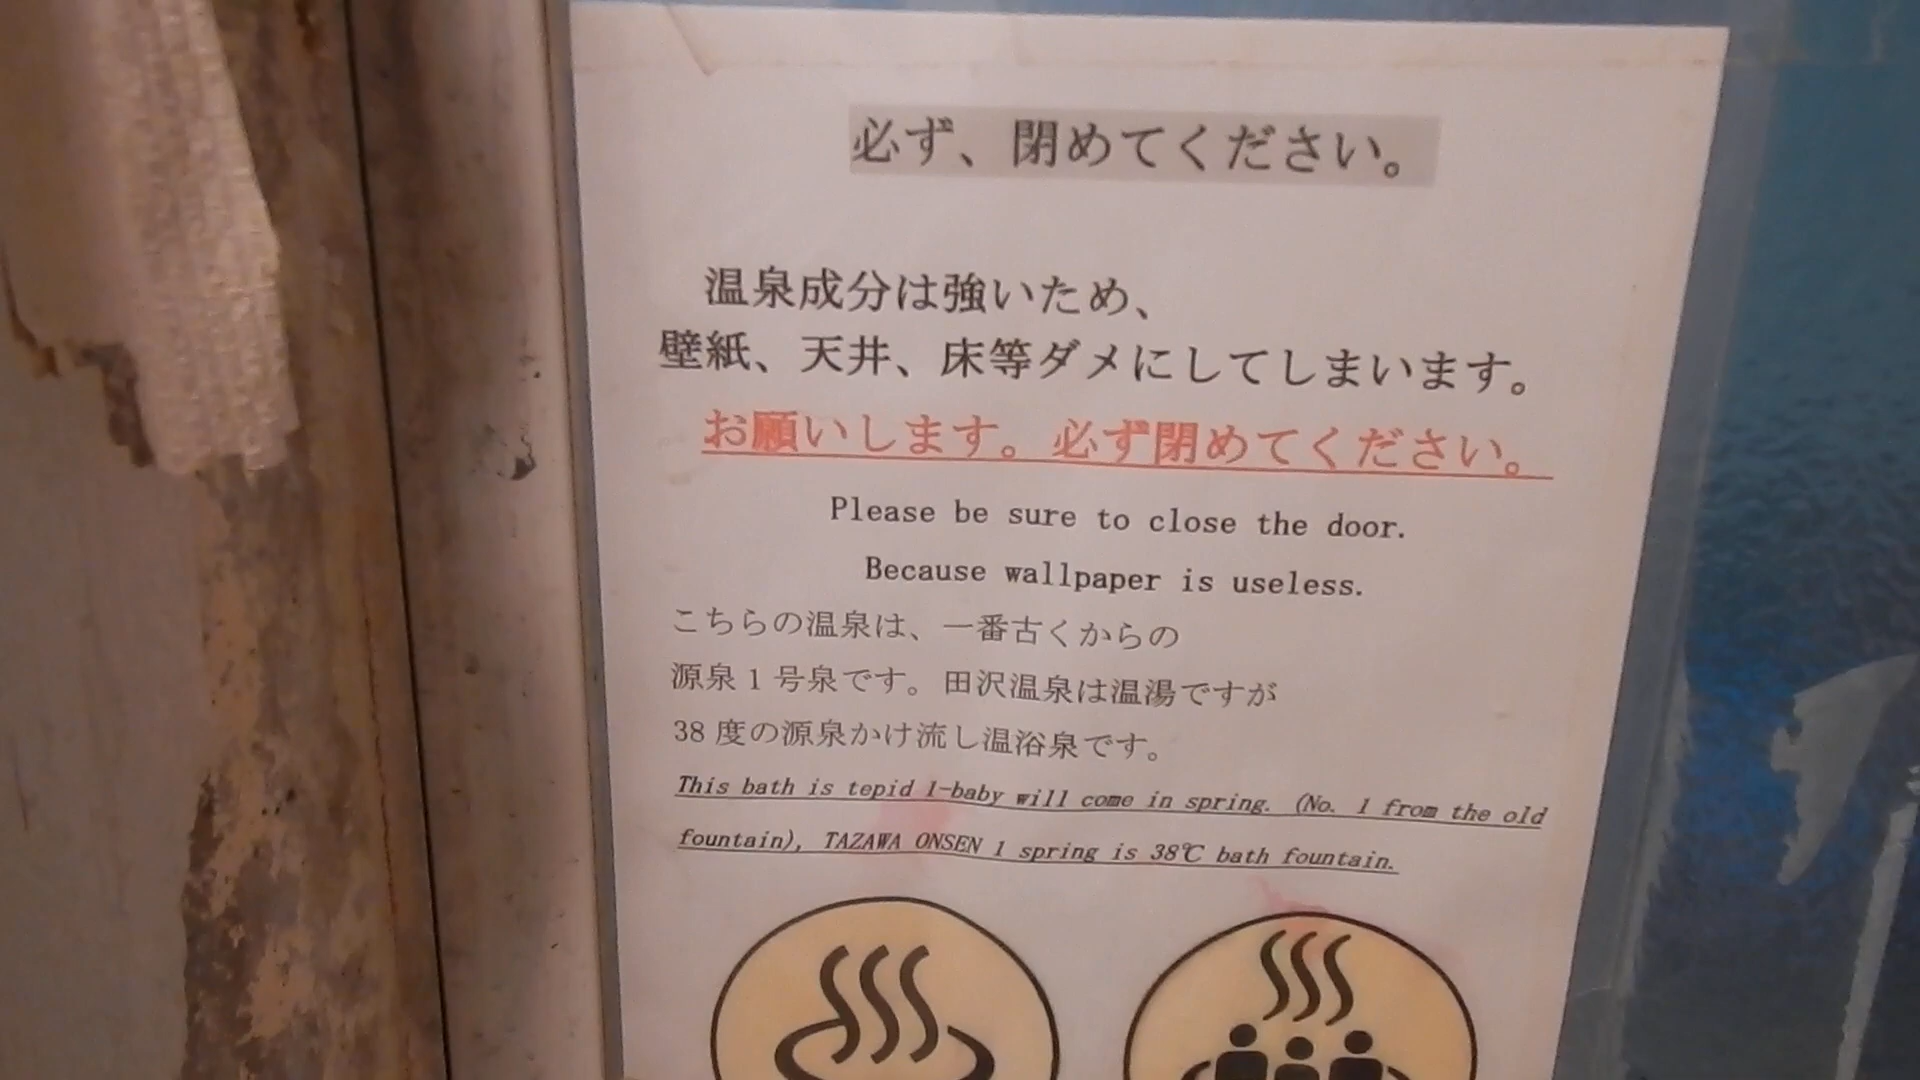 必ず、閉めてください。
温泉成分は強いため、
壁紙、天井、床等ダメにしてしまいます。
お願いします。必ず閉めてください。
Please be sure to close the door.
Because wallpaper is useless.
こちらの温泉は、一番古くからの
源泉1号泉です。田沢温泉は温湯ですが
38度の源泉かけ流し温浴泉です。
This bath is tepid 1-baby will come in spring. (No. 1 from the old
fountain), TAZAWA ONSEN 1 spring is 38℃ bath fountain.